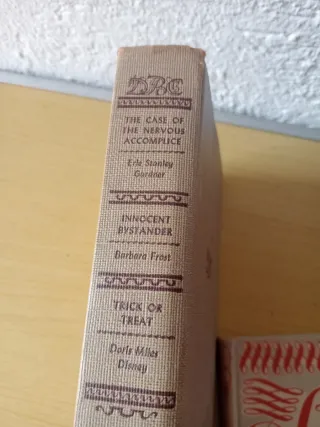 DBC
THE CASE OF
THE NERVOUS
ACCOMPLICE
Erle Stanley
Gardner
INNOCENT
BYSTANDER
Barbara Frost
TRICK OR
TREAT
Doris Miles
Disney